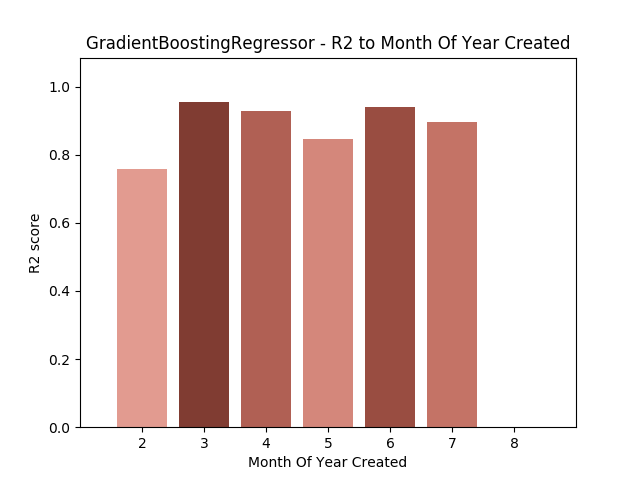 GradientBoostingRegressor - R2 to Month Of Year Created
1.0
0.8
0.6
0.4
0.2
0.0
R2 score
2 3 4 5 6 7 8
Month Of Year Created